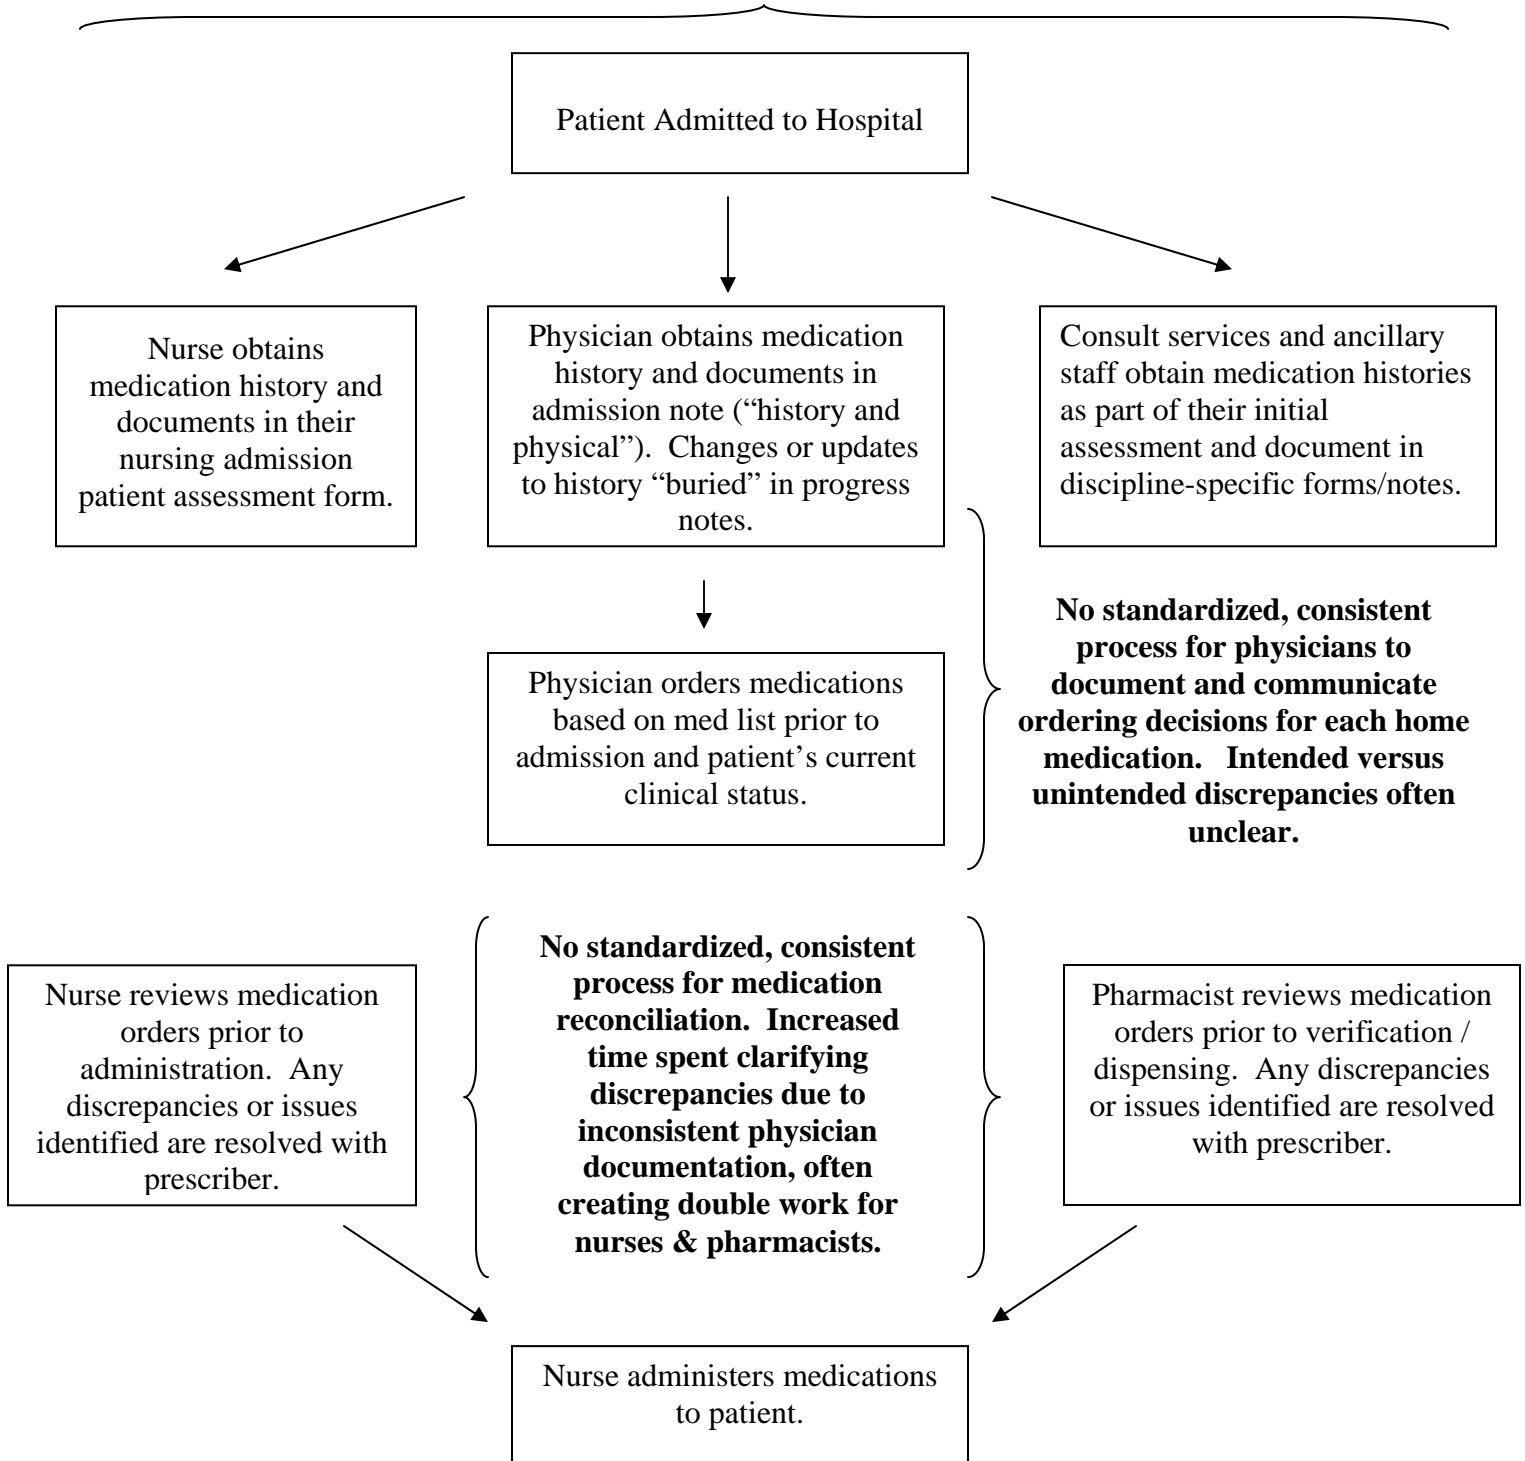 Patient Admitted to Hospital
Nurse obtains
medication history and
documents in their
nursing admission
patient assessment form.
Physician obtains medication
history and documents in
admission note (“history and
physical”).  Changes or updates
to history “buried” in progress
notes.
Consult services and ancillary
staff obtain medication histories
as part of their initial
assessment and document in
discipline-specific forms/notes.
No standardized, consistent
process for physicians to
document and communicate
ordering decisions for each home
medication.   Intended versus
unintended discrepancies often
unclear.
Physician orders medications
based on med list prior to
admission and patient’s current
clinical status.
Nurse reviews medication
orders prior to
administration.  Any
discrepancies or issues
identified are resolved with
prescriber.
No standardized, consistent
process for medication
reconciliation.  Increased
time spent clarifying
discrepancies due to
inconsistent physician
documentation, often
creating double work for
nurses & pharmacists.
Pharmacist reviews medication
orders prior to verification /
dispensing.  Any discrepancies
or issues identified are resolved
with prescriber.
Nurse administers medications
to patient.